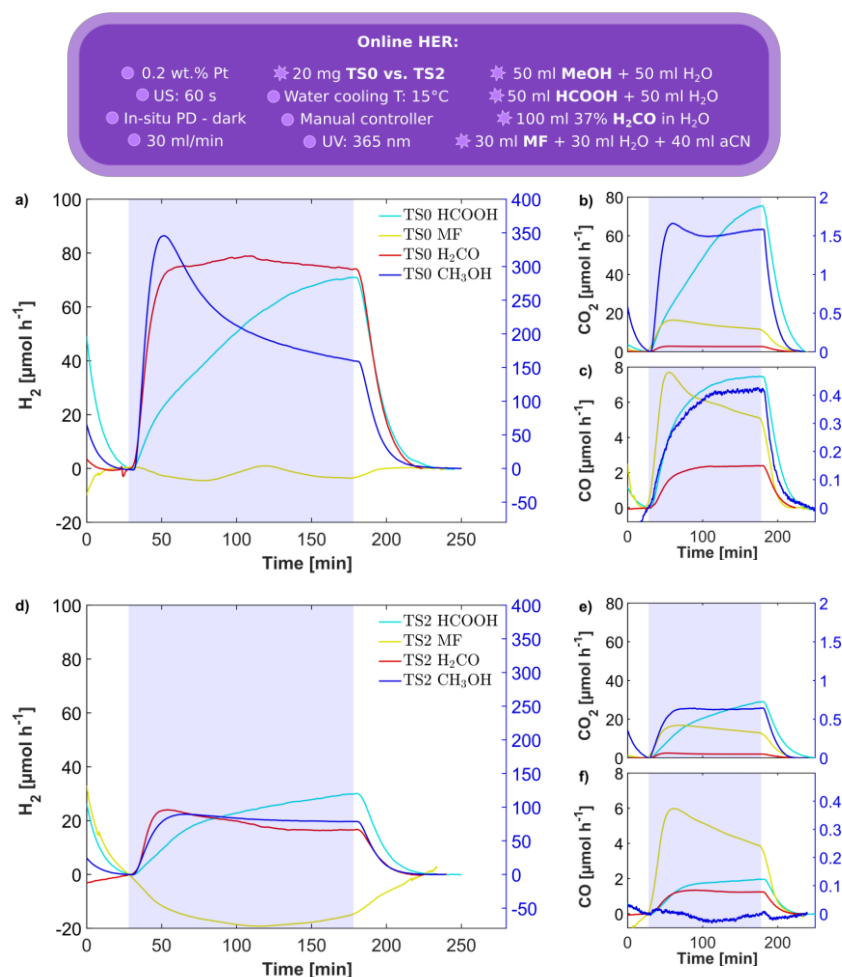 Online HER:
0.2 wt.% Pt
20 mg TS0 vs. TS2
50 ml MeOH + 50 ml H₂O
US: 60 s
Water cooling T: 15°C
50 ml HCOOH + 50 ml H₂O
In-situ PD - dark
Manual controller
100 ml 37% H₂CO in H₂O
30 ml/min
UV: 365 nm
30 ml MF + 30 ml H₂O + 40 ml aCN
a)
100
80
60
40
20
0
-20
H₂ [µmol h⁻¹]
TS0 HCOOH
TS0 MF
TS0 H₂CO
TS0 CH₃OH
400
350
300
250
200
150
100
50
0
-50
0 50 100 150 200 250
Time [min]
b)
80
60
40
20
0
CO₂ [µmol h⁻¹]
2
1.5
1
0.5
0
c)
8
6
4
2
0
CO [µmol h⁻¹]
0.4
0.3
0.2
0.1
0
0 100 200
Time [min]
d)
100
80
60
40
20
0
-20
H₂ [µmol h⁻¹]
TS2 HCOOH
TS2 MF
TS2 H₂CO
TS2 CH₃OH
400
350
300
250
200
150
100
50
0
-50
0 50 100 150 200 250
Time [min]
e)
80
60
40
20
0
CO₂ [µmol h⁻¹]
2
1.5
1
0.5
0
f)
8
6
4
2
0
CO [µmol h⁻¹]
0.4
0.3
0.2
0.1
0
0 100 200
Time [min]